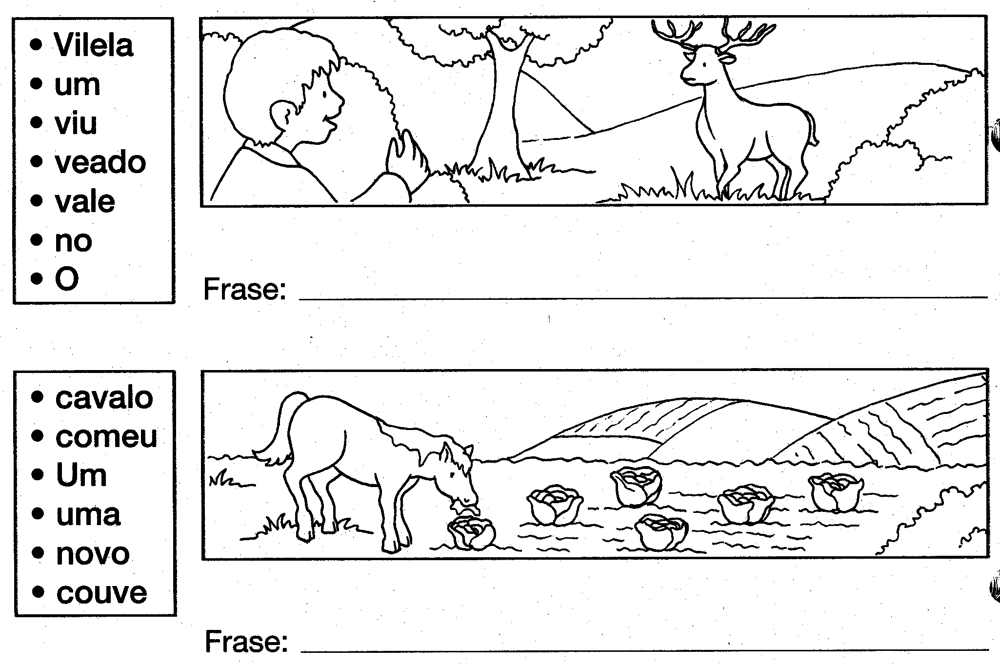 • Vilela
• um
• viu
• veado
• vale
• no
• O
Frase:
• cavalo
• comeu
• Um
• uma
• novo
• couve
Frase: